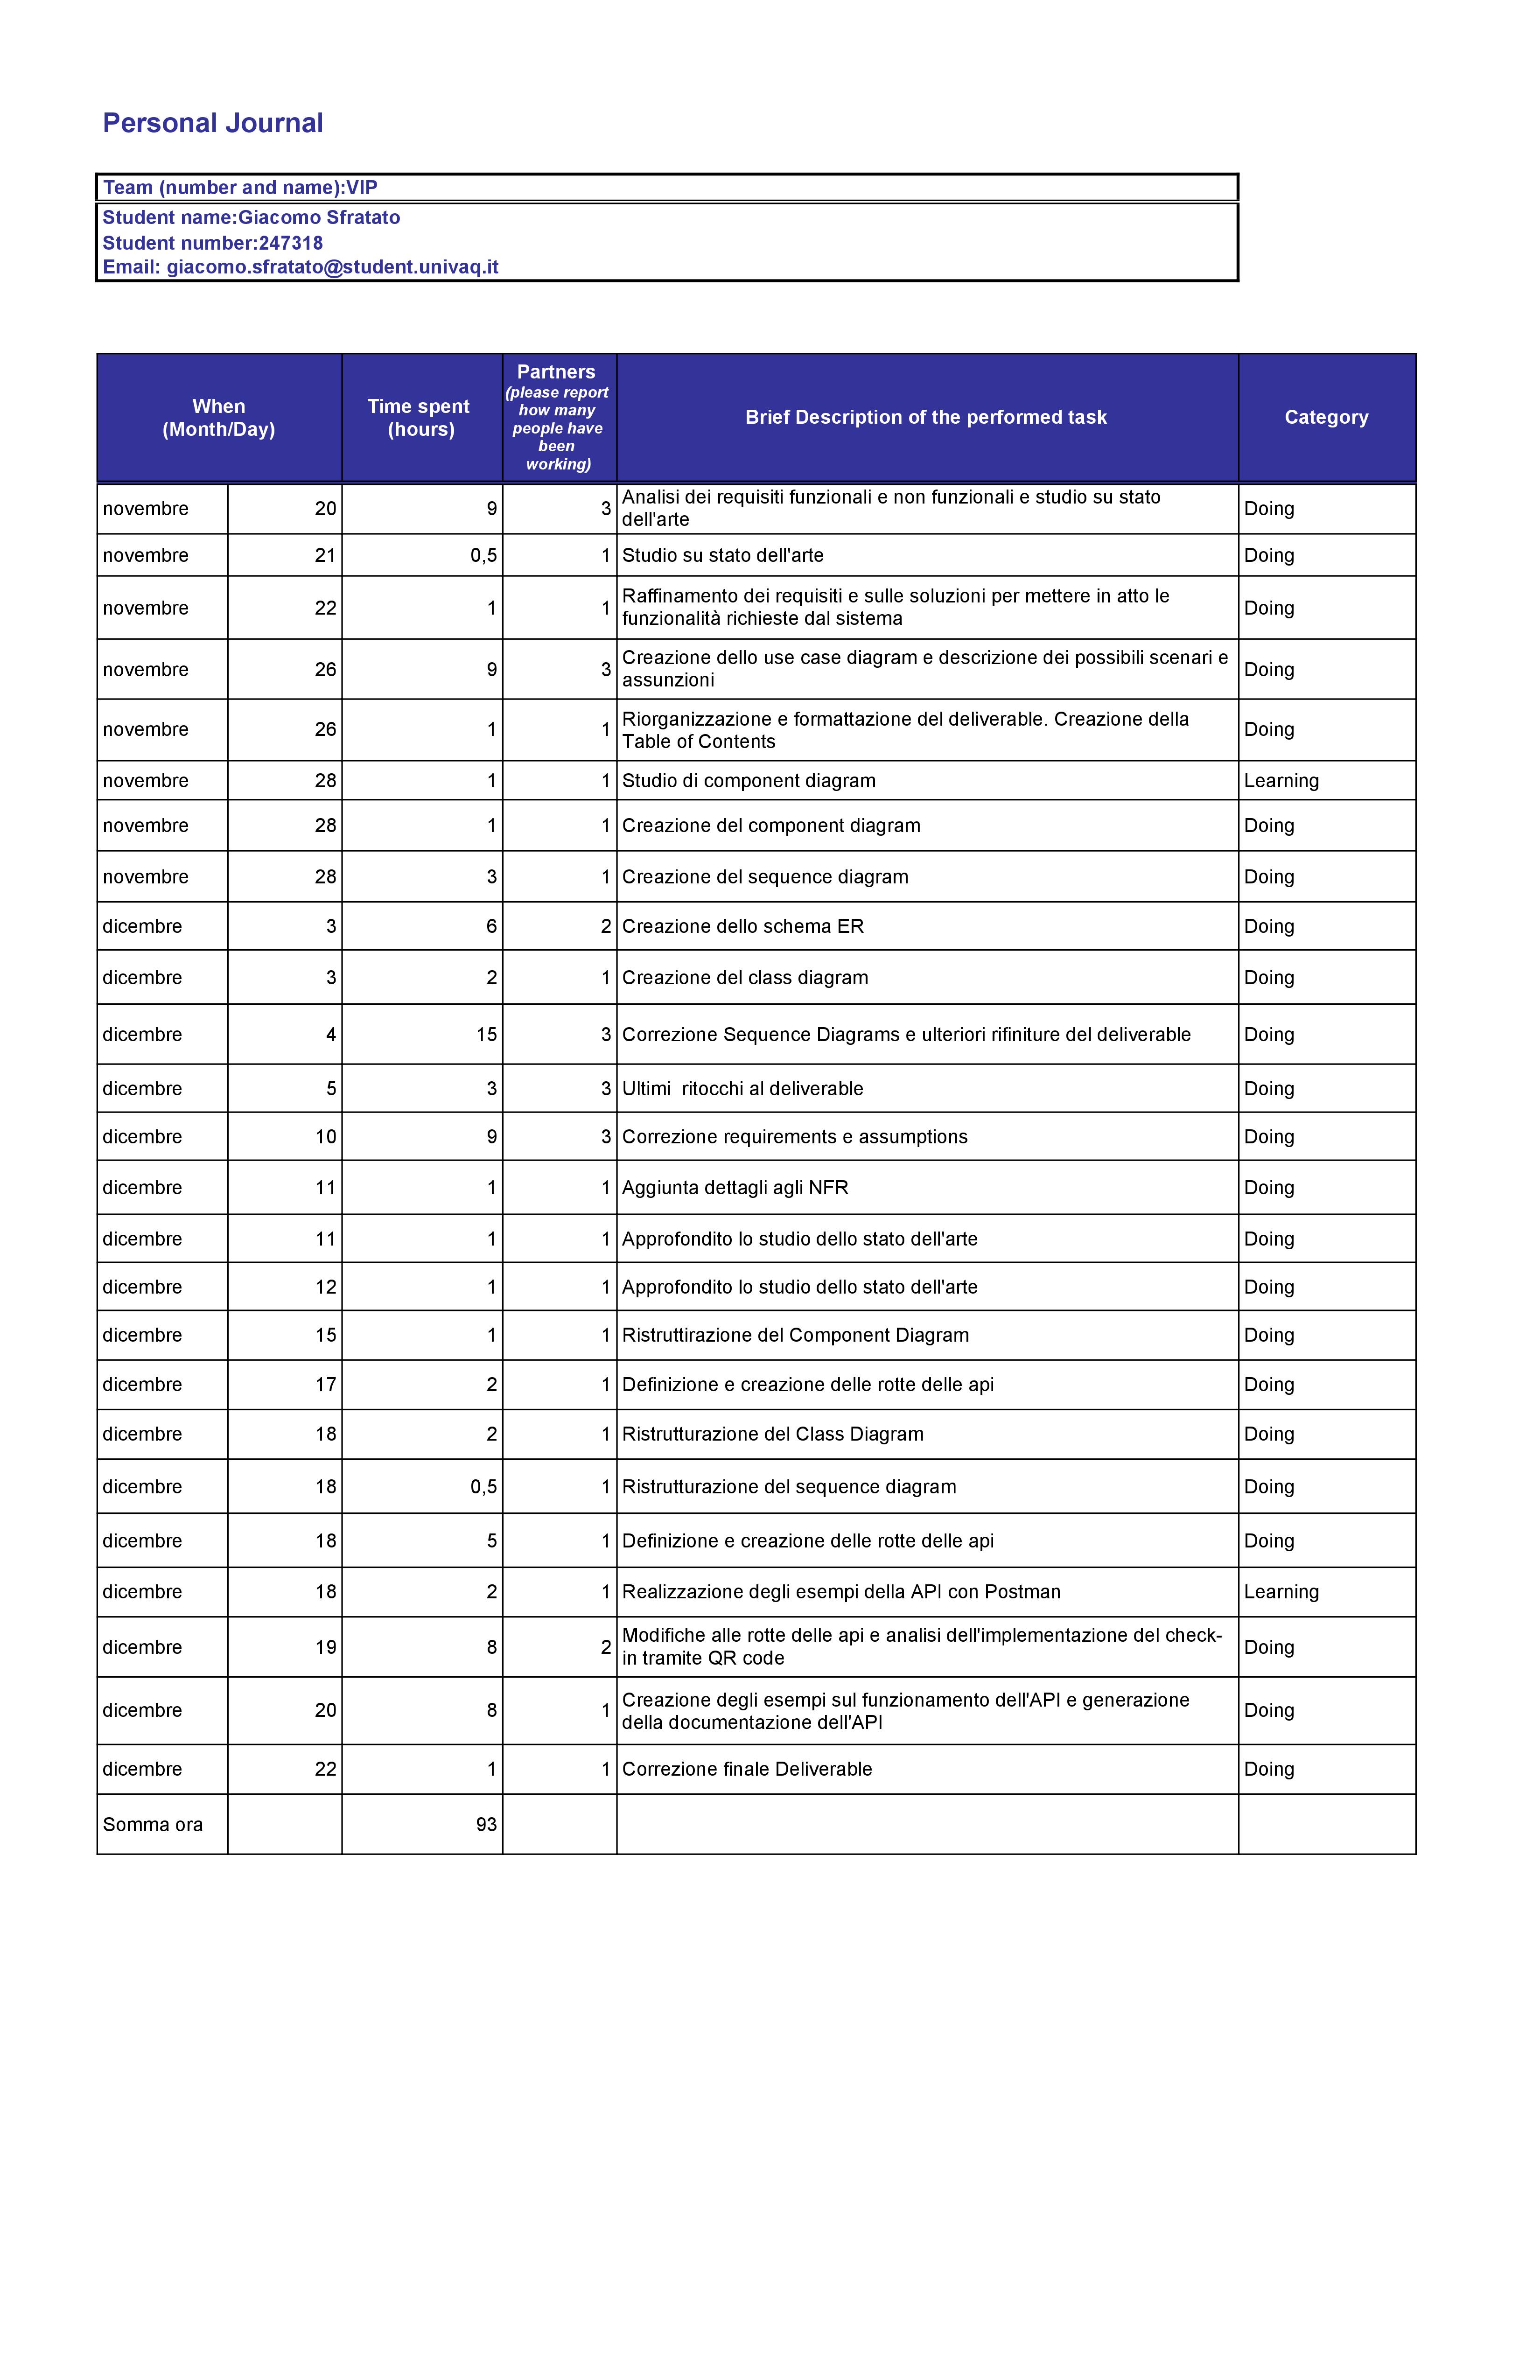 Personal Journal
Team (number and name):VIP
Student name:Giacomo Sfratato
Student number:247318
Email: giacomo.sfratato@student.univaq.it
When
(Month/Day)
Time spent
(hours)
Partners
(please report
how many
people have
been
working)
Brief Description of the performed task
Category
novembre 20 9 3 Analisi dei requisiti funzionali e non funzionali e studio su stato
dell'arte Doing
novembre 21 0,5 1 Studio su stato dell'arte Doing
novembre 22 1 1 Raffinamento dei requisiti e sulle soluzioni per mettere in atto le
funzionalità richieste dal sistema Doing
novembre 26 9 3 Creazione dello use case diagram e descrizione dei possibili scenari e
assunzioni Doing
novembre 26 1 1 Riorganizzazione e formattazione del deliverable. Creazione della
Table of Contents Doing
novembre 28 1 1 Studio di component diagram Learning
novembre 28 1 1 Creazione del component diagram Doing
novembre 28 3 1 Creazione del sequence diagram Doing
dicembre 3 6 2 Creazione dello schema ER Doing
dicembre 3 2 1 Creazione del class diagram Doing
dicembre 4 15 3 Correzione Sequence Diagrams e ulteriori rifiniture del deliverable Doing
dicembre 5 3 3 Ultimi  ritocchi al deliverable Doing
dicembre 10 9 3 Correzione requirements e assumptions Doing
dicembre 11 1 1 Aggiunta dettagli agli NFR Doing
dicembre 11 1 1 Approfondito lo studio dello stato dell'arte Doing
dicembre 12 1 1 Approfondito lo studio dello stato dell'arte Doing
dicembre 15 1 1 Ristruttirazione del Component Diagram Doing
dicembre 17 2 1 Definizione e creazione delle rotte delle api Doing
dicembre 18 2 1 Ristrutturazione del Class Diagram Doing
dicembre 18 0,5 1 Ristrutturazione del sequence diagram Doing
dicembre 18 5 1 Definizione e creazione delle rotte delle api Doing
dicembre 18 2 1 Realizzazione degli esempi della API con Postman Learning
dicembre 19 8 2 Modifiche alle rotte delle api e analisi dell'implementazione del check-
in tramite QR code Doing
dicembre 20 8 1 Creazione degli esempi sul funzionamento dell'API e generazione
della documentazione dell'API Doing
dicembre 22 1 1 Correzione finale Deliverable Doing
Somma ora 93